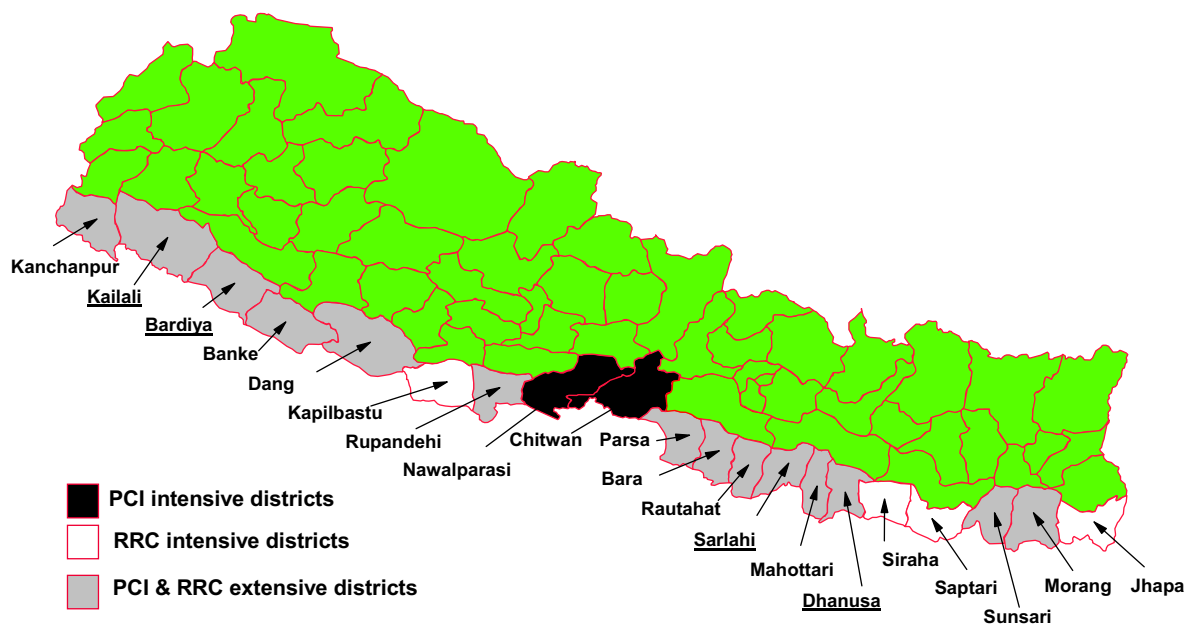 Kanchanpur
Kailali
Bardiya
Banke
Dang
Kapilbastu
Rupandehi
Nawalparasi
Chitwan
Parsa
Bara
Rautahat
Sarlahi
Mahottari
Dhanusa
Siraha
Saptari
Sunsari
Morang
Jhapa
PCI intensive districts
RRC intensive districts
PCI & RRC extensive districts